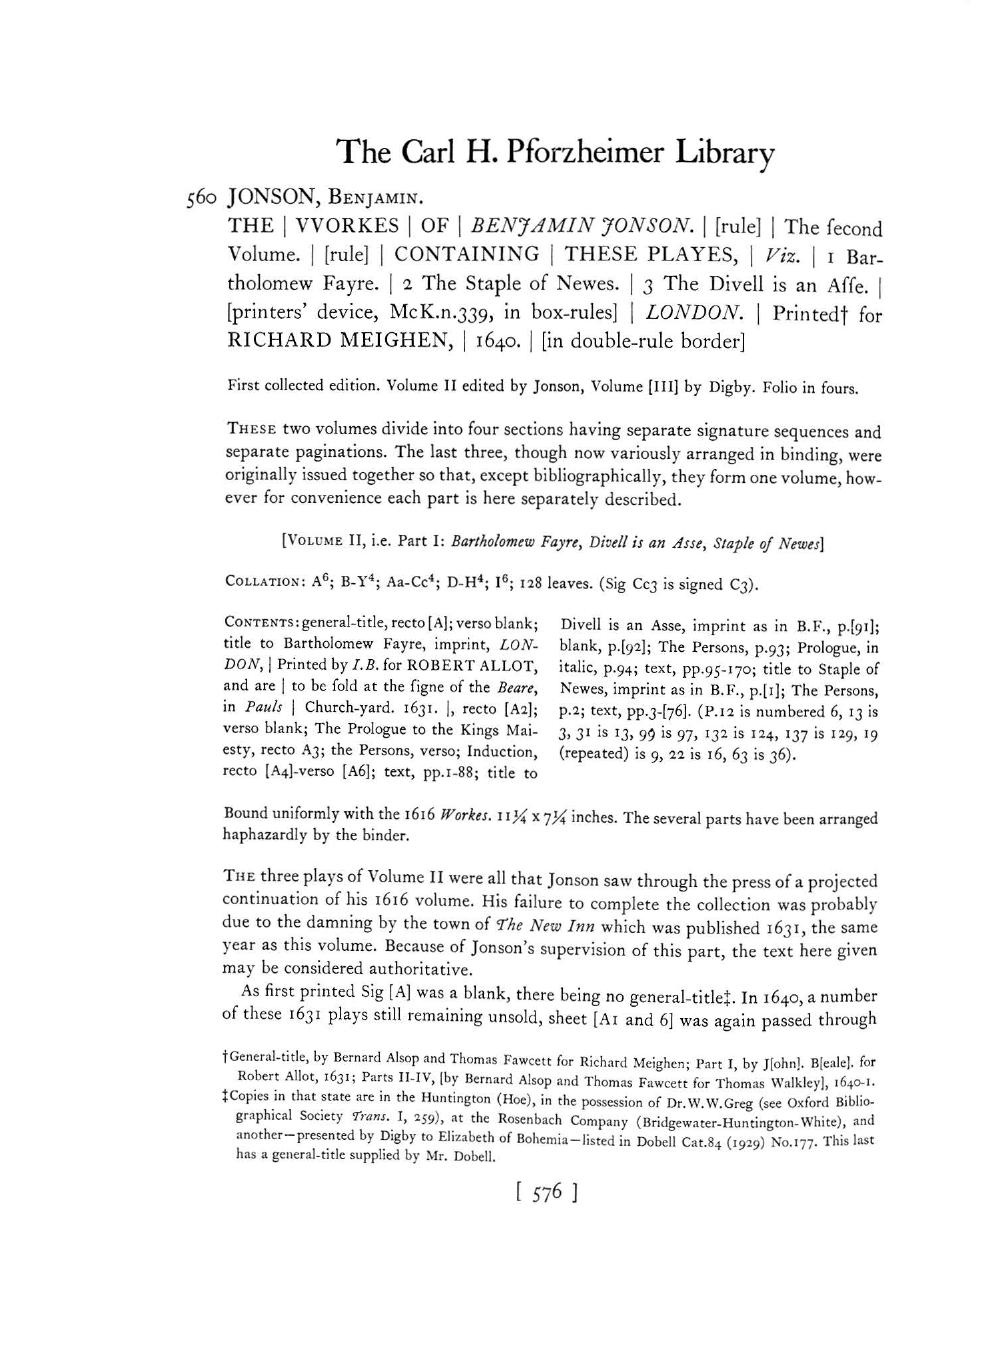 The Carl H. Pforzheimer Library
560 JONSON, BENJAMIN.
THE | VVORKES | OF | BENJAMIN JONSON. | [rule] | The ſecond
Volume. | [rule] | CONTAINING | THESE PLAYES, | Viz. | 1 Bar-
tholomew Fayre. | 2 The Staple of Newes. | 3 The Divell is an Aſſe. |
[printers' device, McK.n.339, in box-rules] | LONDON. | Printed† for
RICHARD MEIGHEN, | 1640. | [in double-rule border]
First collected edition. Volume II edited by Jonson, Volume [III] by Digby. Folio in fours.
THESE two volumes divide into four sections having separate signature sequences and
separate paginations. The last three, though now variously arranged in binding, were
originally issued together so that, except bibliographically, they form one volume, how-
ever for convenience each part is here separately described.
[VOLUME II, i.e. Part I: Bartholomew Fayre, Divell is an Asse, Staple of Newes]
COLLATION: A⁶; B-Y⁴; Aa-Cc⁴; D-H⁴; I⁶; 128 leaves. (Sig Cc3 is signed C3).
CONTENTS: general-title, recto [A]; verso blank;
title to Bartholomew Fayre, imprint, LON-
DON, | Printed by I.B. for ROBERT ALLOT,
and are | to be ſold at the ſigne of the Beare,
in Pauls | Church-yard. 1631. |, recto [A2];
verso blank; The Prologue to the Kings Mai-
esty, recto A3; the Persons, verso; Induction,
recto [A4]-verso [A6]; text, pp.1-88; title to
Divell is an Asse, imprint as in B.F., p.[91];
blank, p.[92]; The Persons, p.93; Prologue, in
italic, p.94; text, pp.95-170; title to Staple of
Newes, imprint as in B.F., p.[1]; The Persons,
p.2; text, pp.3-[76]. (P.12 is numbered 6, 13 is
3, 31 is 13, 99 is 97, 132 is 124, 137 is 129, 19
(repeated) is 9, 22 is 16, 63 is 36).
Bound uniformly with the 1616 Workes. 11¼ x 7¼ inches. The several parts have been arranged
haphazardly by the binder.
THE three plays of Volume II were all that Jonson saw through the press of a projected
continuation of his 1616 volume. His failure to complete the collection was probably
due to the damning by the town of The New Inn which was published 1631, the same
year as this volume. Because of Jonson's supervision of this part, the text here given
may be considered authoritative.
As first printed Sig [A] was a blank, there being no general-title‡. In 1640, a number
of these 1631 plays still remaining unsold, sheet [A1 and 6] was again passed through
†General-title, by Bernard Alsop and Thomas Fawcett for Richard Meighen; Part I, by J[ohn]. B[eale]. for
Robert Allot, 1631; Parts II-IV, [by Bernard Alsop and Thomas Fawcett for Thomas Walkley], 1640-1.
‡Copies in that state are in the Huntington (Hoe), in the possession of Dr.W.W.Greg (see Oxford Biblio-
graphical Society Trans. I, 259), at the Rosenbach Company (Bridgewater-Huntington-White), and
another—presented by Digby to Elizabeth of Bohemia—listed in Dobell Cat.84 (1929) No.177. This last
has a general-title supplied by Mr. Dobell.
[ 576 ]